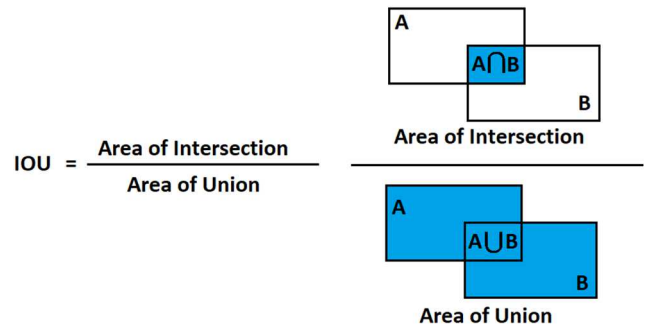 A
A∩B
B
Area of Intersection
IOU = Area of Intersection
Area of Union
A
A∪B
B
Area of Union